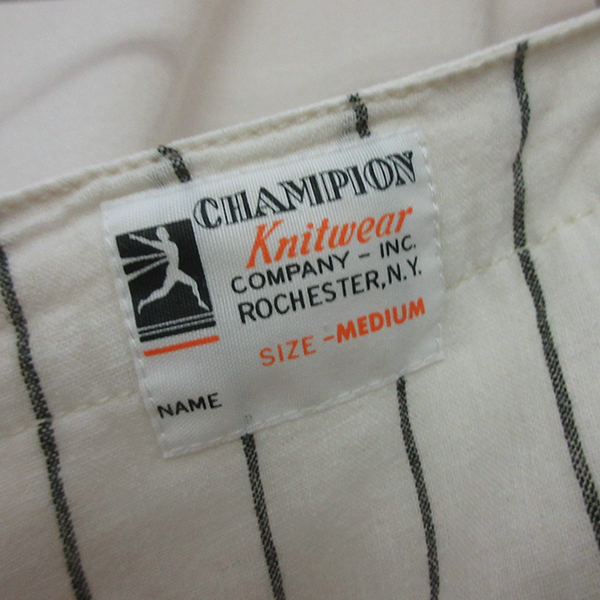 CHAMPION
Knitwear
COMPANY - INC.
ROCHESTER, N.Y.
SIZE - MEDIUM
NAME